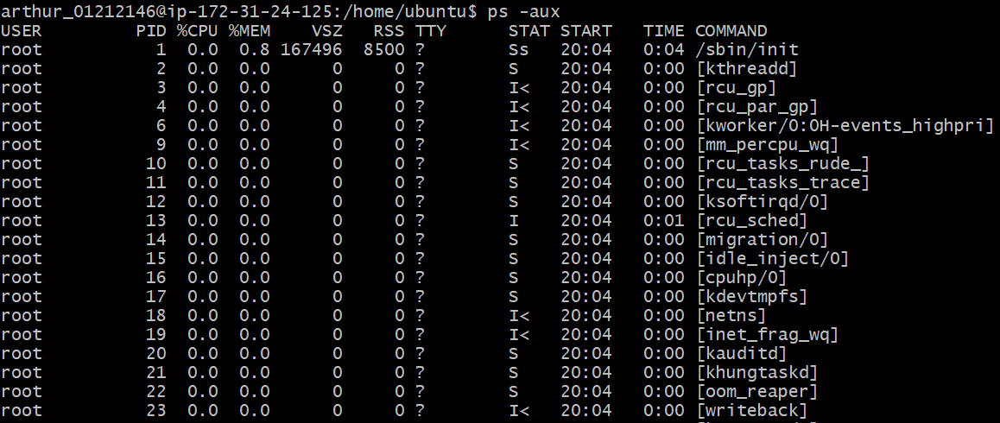 arthur_01212146@ip-172-31-24-125:/home/ubuntu$ ps -aux
USER         PID %CPU %MEM    VSZ   RSS TTY      STAT START   TIME COMMAND
root           1  0.0  0.8 167496  8500 ?        Ss   20:04   0:04 /sbin/init
root           2  0.0  0.0      0     0 ?        S    20:04   0:00 [kthreadd]
root           3  0.0  0.0      0     0 ?        I<   20:04   0:00 [rcu_gp]
root           4  0.0  0.0      0     0 ?        I<   20:04   0:00 [rcu_par_gp]
root           6  0.0  0.0      0     0 ?        I<   20:04   0:00 [kworker/0:0H-events_highpri]
root           9  0.0  0.0      0     0 ?        I<   20:04   0:00 [mm_percpu_wq]
root          10  0.0  0.0      0     0 ?        S    20:04   0:00 [rcu_tasks_rude_]
root          11  0.0  0.0      0     0 ?        S    20:04   0:00 [rcu_tasks_trace]
root          12  0.0  0.0      0     0 ?        S    20:04   0:00 [ksoftirqd/0]
root          13  0.0  0.0      0     0 ?        I    20:04   0:01 [rcu_sched]
root          14  0.0  0.0      0     0 ?        S    20:04   0:00 [migration/0]
root          15  0.0  0.0      0     0 ?        S    20:04   0:00 [idle_inject/0]
root          16  0.0  0.0      0     0 ?        S    20:04   0:00 [cpuhp/0]
root          17  0.0  0.0      0     0 ?        S    20:04   0:00 [kdevtmpfs]
root          18  0.0  0.0      0     0 ?        I<   20:04   0:00 [netns]
root          19  0.0  0.0      0     0 ?        I<   20:04   0:00 [inet_frag_wq]
root          20  0.0  0.0      0     0 ?        S    20:04   0:00 [kauditd]
root          21  0.0  0.0      0     0 ?        S    20:04   0:00 [khungtaskd]
root          22  0.0  0.0      0     0 ?        S    20:04   0:00 [oom_reaper]
root          23  0.0  0.0      0     0 ?        I<   20:04   0:00 [writeback]